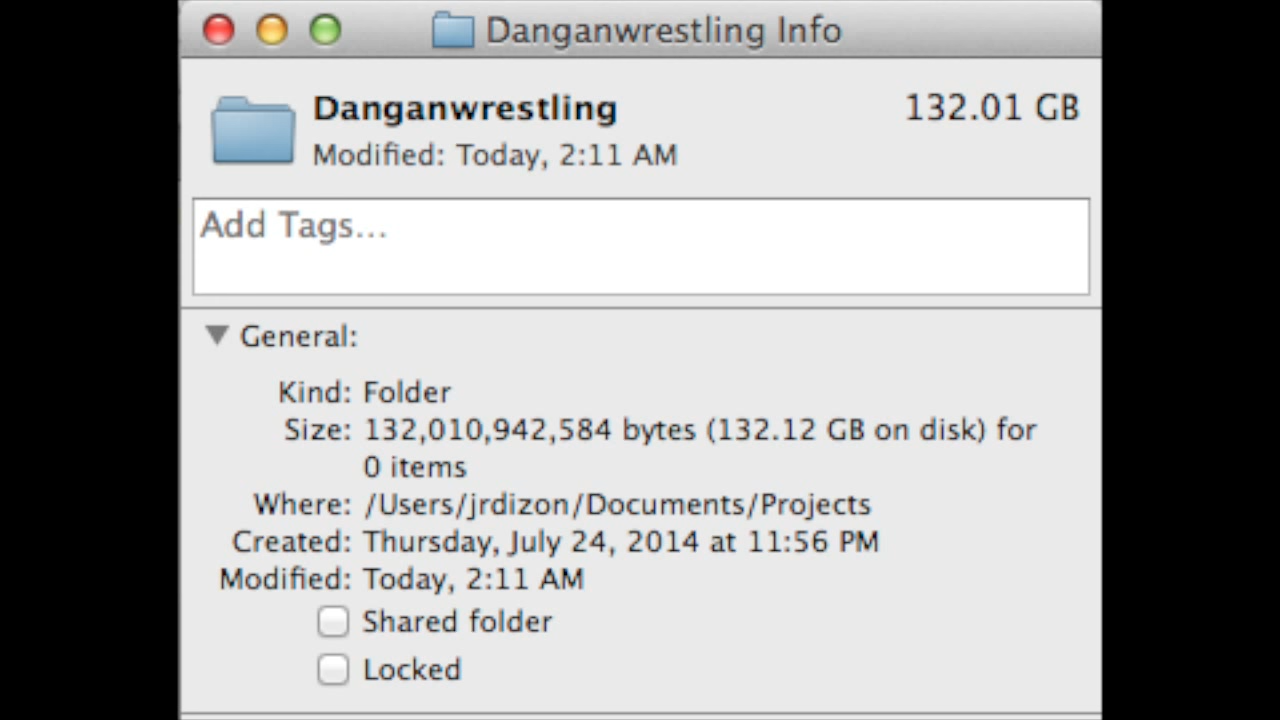 Danganwrestling Info
Danganwrestling 132.01 GB
Modified: Today, 2:11 AM
Add Tags...
General:
Kind: Folder
Size: 132,010,942,584 bytes (132.12 GB on disk) for
0 items
Where: /Users/jrdizon/Documents/Projects
Created: Thursday, July 24, 2014 at 11:56 PM
Modified: Today, 2:11 AM
Shared folder
Locked